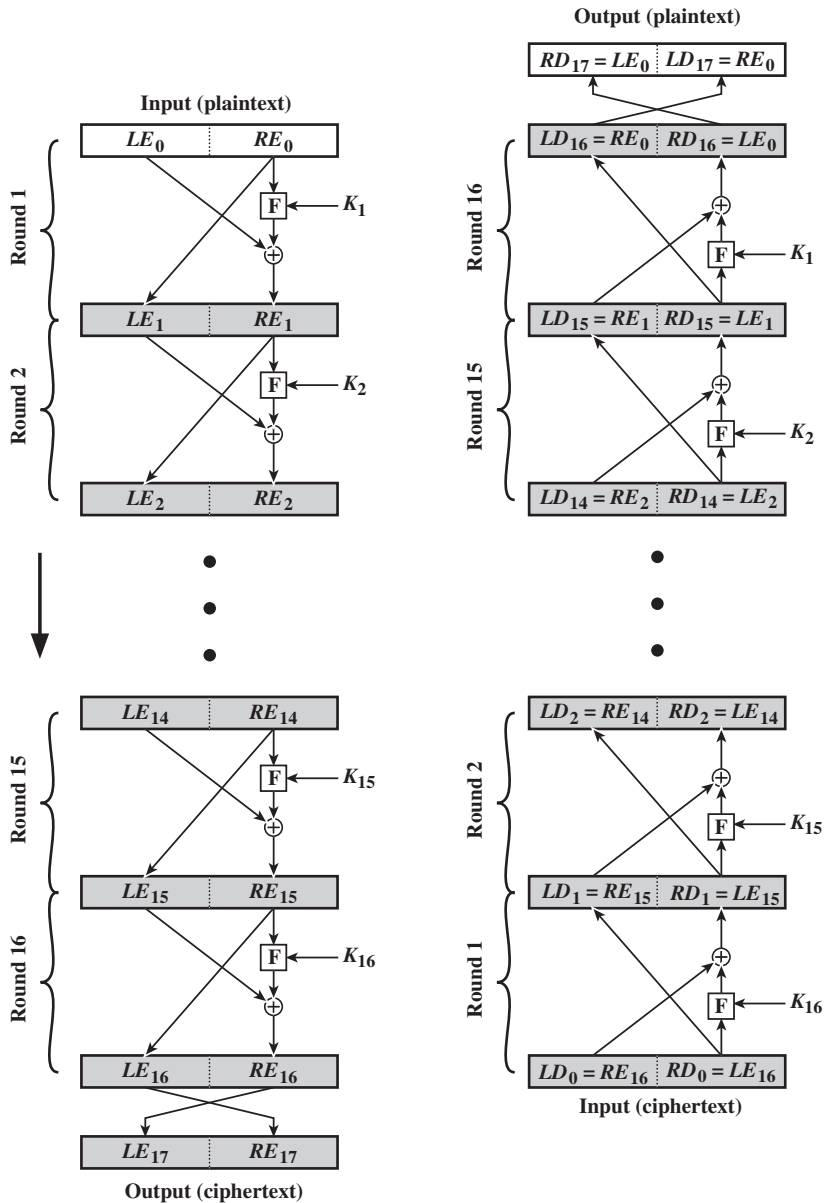 Input (plaintext)
LE0 RE0
Round 1
F
K1
+
LE1 RE1
Round 2
F
K2
+
LE2 RE2
LE14 RE14
Round 15
F
K15
+
LE15 RE15
Round 16
F
K16
+
LE16 RE16
LE17 RE17
Output (ciphertext)
Output (plaintext)
RD17 = LE0 LD17 = RE0
LD16 = RE0 RD16 = LE0
Round 16
+
F
K1
LD15 = RE1 RD15 = LE1
Round 15
+
F
K2
LD14 = RE2 RD14 = LE2
LD2 = RE14 RD2 = LE14
Round 2
+
F
K15
LD1 = RE15 RD1 = LE15
Round 1
+
F
K16
LD0 = RE16 RD0 = LE16
Input (ciphertext)